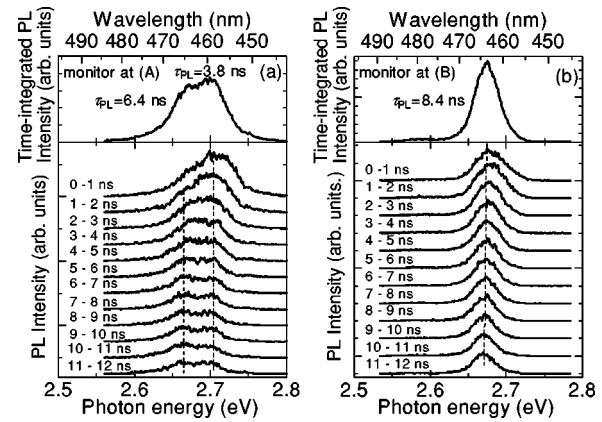 Wavelength (nm)
490 480 470 460 450
Time-integrated PL
Intensity (arb. units)
monitor at (A)
τPL=3.8 ns
(a)
τPL=6.4 ns
PL Intensity (arb. units)
0 -1 ns
1 - 2 ns
2 - 3 ns
3 - 4 ns
4 - 5 ns
5 - 6 ns
6 - 7 ns
7 - 8 ns
8 - 9 ns
9 - 10 ns
10 - 11 ns
11 - 12 ns
2.5 2.6 2.7 2.8
Photon energy (eV)
Wavelength (nm)
490 480 470 460 450
Time-integrated PL
Intensity (arb. units)
monitor at (B)
(b)
τPL=8.4 ns
PL Intensity (arb. units.)
0 -1 ns
1 - 2 ns
2 - 3 ns
3 - 4 ns
4 - 5 ns
5 - 6 ns
6 - 7 ns
7 - 8 ns
8 - 9 ns
9 - 10 ns
10 - 11 ns
11 - 12 ns
2.5 2.6 2.7 2.8
Photon energy (eV)